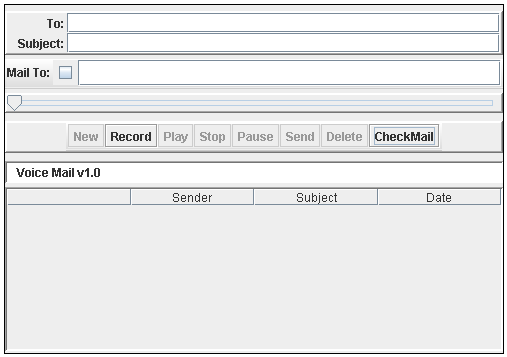 To:
Subject:
Mail To:
New Record Play Stop Pause Send Delete CheckMail
Voice Mail v1.0
Sender Subject Date